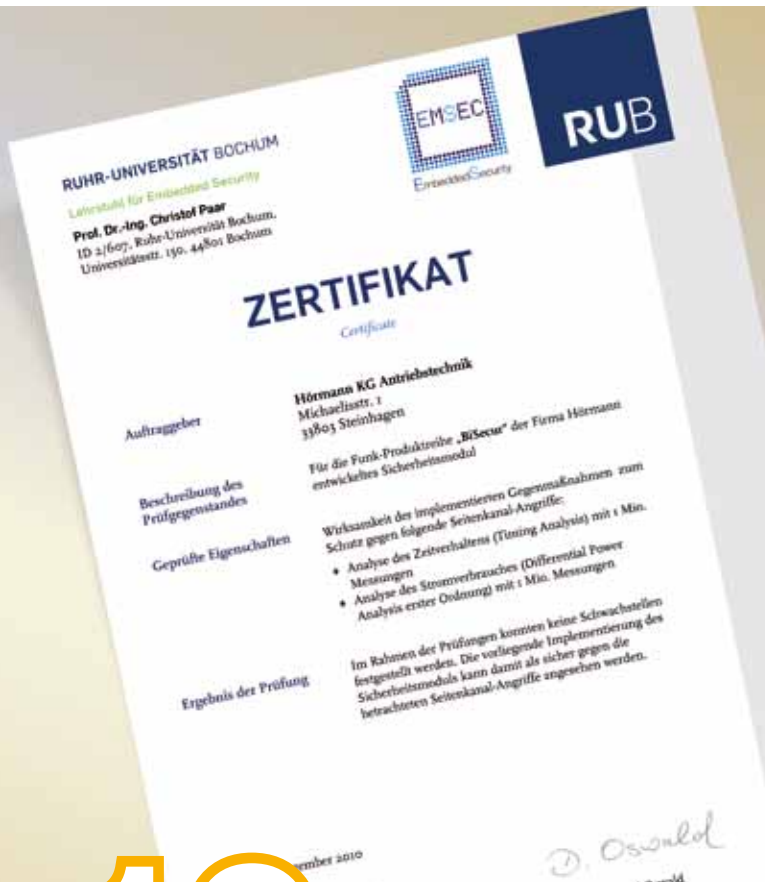 EMSEC
RUB
EmbeddedSecurity
RUHR-UNIVERSITÄT BOCHUM
Lehrstuhl für Embedded Security
Prof. Dr.-Ing. Christof Paar
ID 2/607, Ruhr-Universität Bochum,
Universitätsstr. 150, 44801 Bochum
ZERTIFIKAT
Certificate
Auftraggeber
Hörmann KG Antriebstechnik
Michaelisstr. 1
33803 Steinhagen
Beschreibung des
Prüfgegenstandes
Für die Funk-Produktreihe „BiSecur" der Firma Hörmann
entwickeltes Sicherheitsmodul
Geprüfte Eigenschaften
Wirksamkeit der implementierten Gegenmaßnahmen zum
Schutz gegen folgende Seitenkanal-Angriffe:
• Analyse des Zeitverhaltens (Timing Analysis) mit 1 Mio.
Messungen
• Analyse des Stromverbrauches (Differential Power
Analysis erster Ordnung) mit 1 Mio. Messungen
Ergebnis der Prüfung
Im Rahmen der Prüfungen konnten keine Schwachstellen
festgestellt werden. Die vorliegende Implementierung des
Sicherheitsmoduls kann damit als sicher gegen die
betrachteten Seitenkanal-Angriffe angesehen werden.
ember 2010
D. Oswald